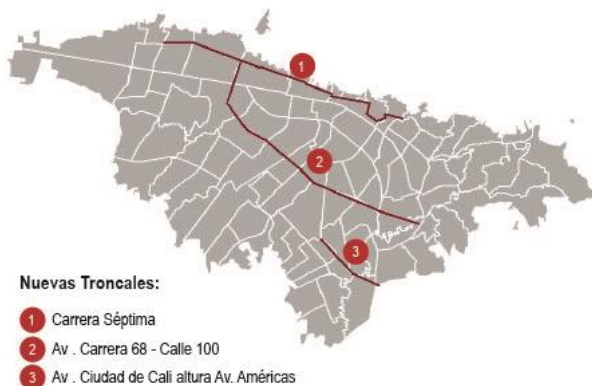 1
2
3
Nuevas Troncales:
1 Carrera Séptima
2 Av . Carrera 68 - Calle 100
3 Av . Ciudad de Cali altura Av. Américas